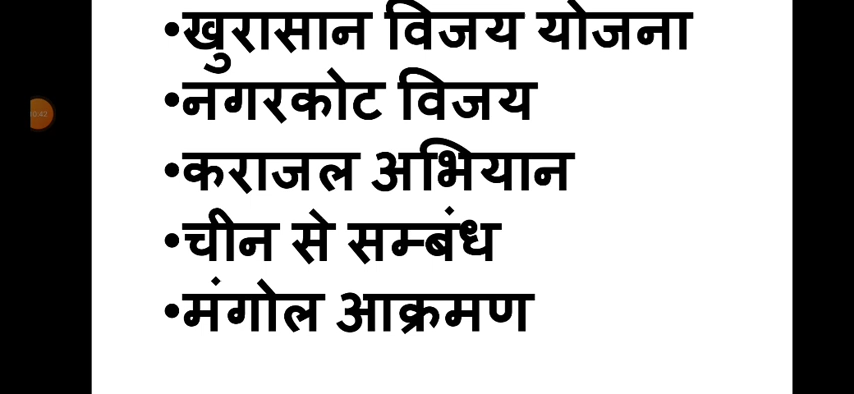 •खुरासान विजय योजना
•नगरकोट विजय
•कराजल अभियान
•चीन से सम्बंध
•मंगोल आक्रमण